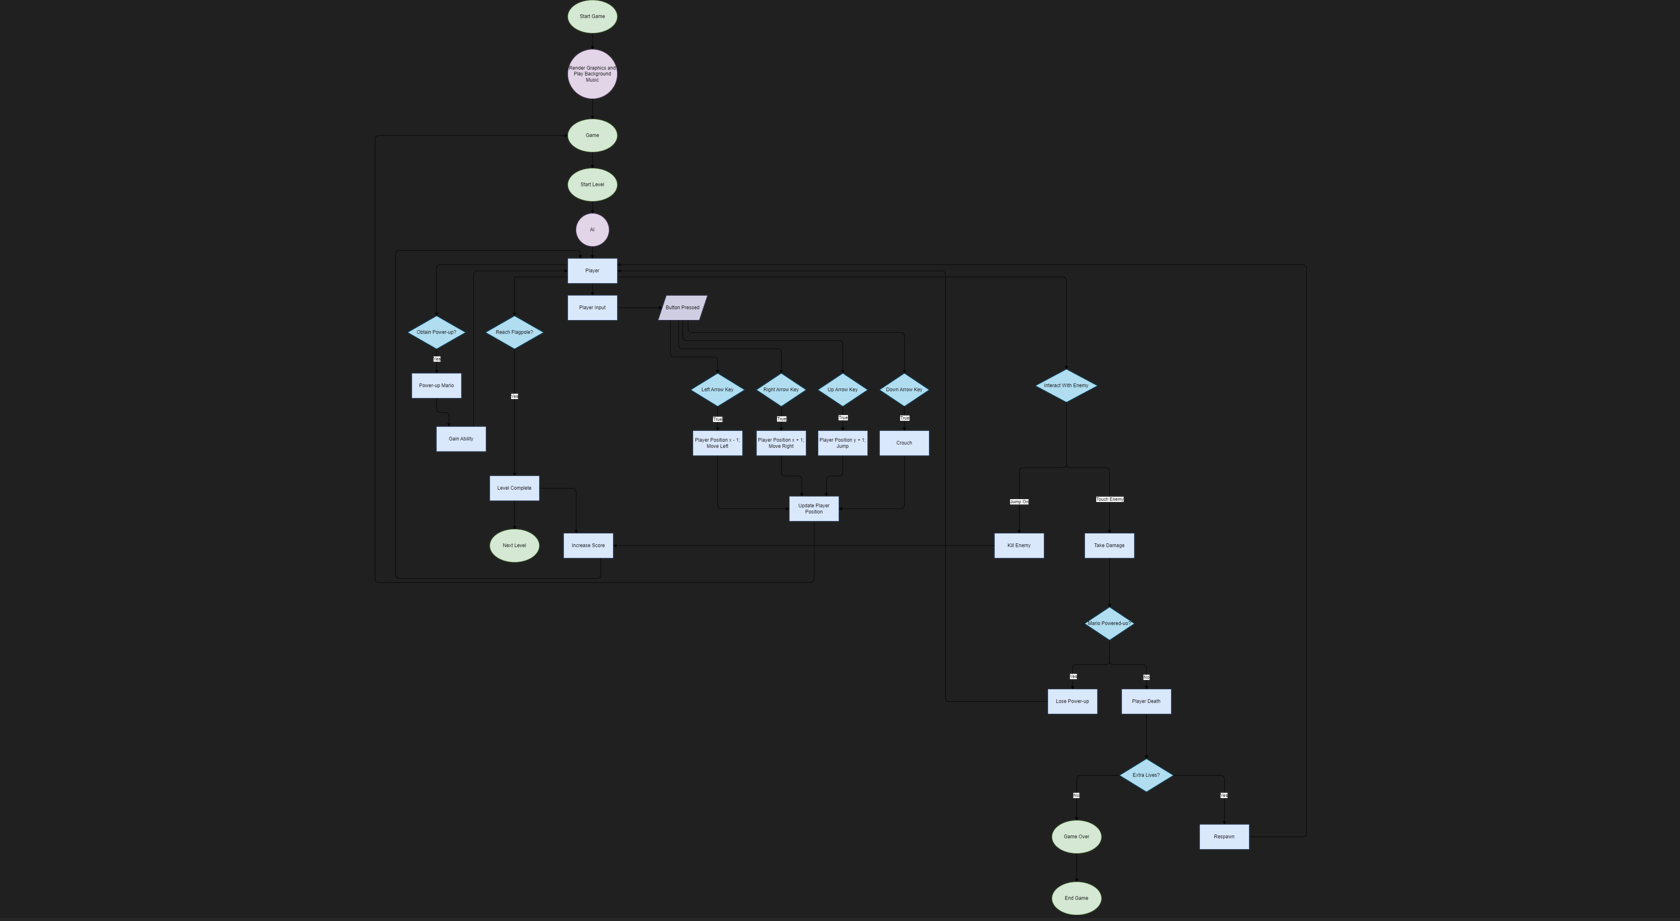 Start Game
Render Graphics and
Play Background
Music
Game
Start Level
AI
Player
Player Input
Button Pressed
Obtain Power-up?
Reach Flagpole?
Yes
Power-up Mario
Gain Ability
Yes
Left Arrow Key
Right Arrow Key
Up Arrow Key
Down Arrow Key
Interact With Enemy
True
True
True
True
Player Position x - 1;
Move Left
Player Position x + 1;
Move Right
Player Position y + 1;
Jump
Crouch
Level Complete
Update Player
Position
Jump On
Touch Enemy
Next Level
Increase Score
Kill Enemy
Take Damage
Mario Powered-up?
Yes
No
Lose Power-up
Player Death
Extra Lives?
No
Yes
Game Over
Respawn
End Game